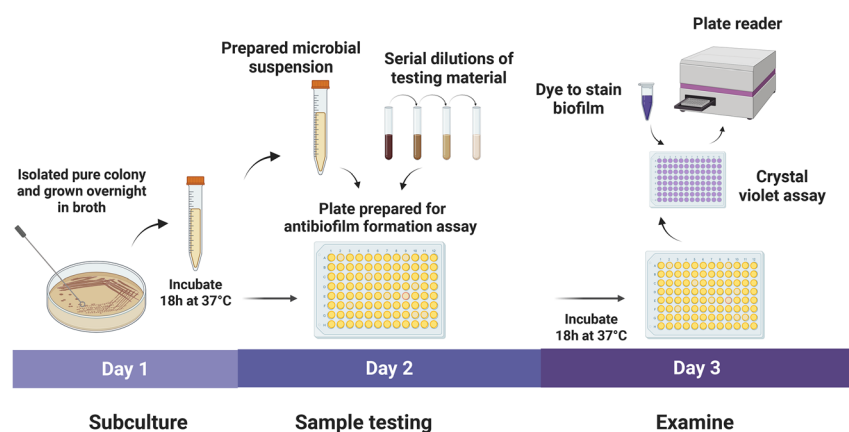 Isolated pure colony
and grown overnight
in broth
Incubate
18h at 37°C
Prepared microbial
suspension
Serial dilutions of
testing material
Plate prepared for
antibiofilm formation assay
Incubate
18h at 37°C
Plate reader
Dye to stain
biofilm
Crystal
violet assay
Day 1
Day 2
Day 3
Subculture
Sample testing
Examine